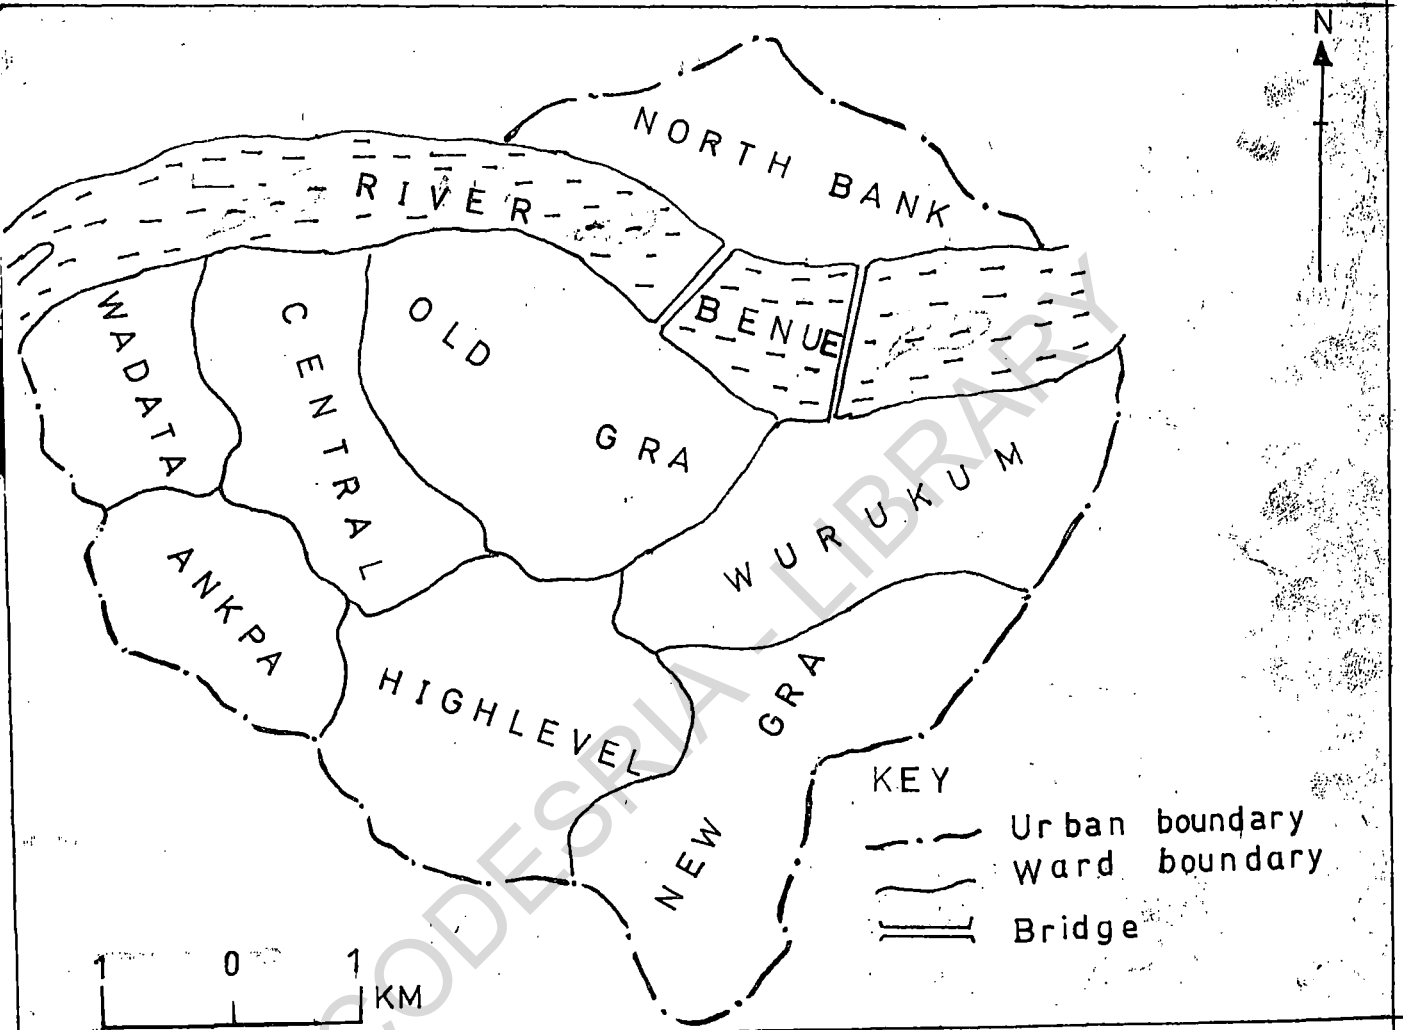 N
NORTH BANK
RIVER
BENUE
WADATA
CENTRAL
OLD
GRA
WURUKUM
ANKPA
HIGHLEVEL
NEW GRA
KEY
Urban boundary
Ward boundary
Bridge
1 0 1
KM
CODESRIA - LIBRARY